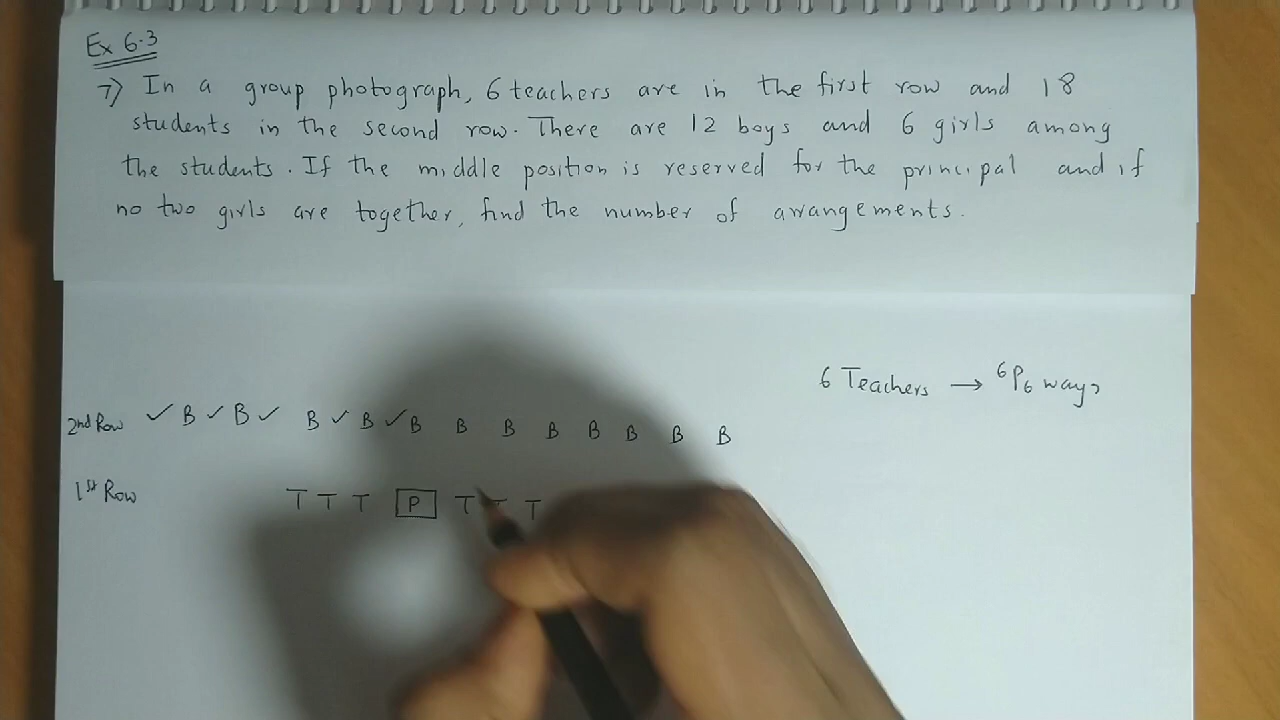 Ex 6.3
7) In a group photograph, 6 teachers are in the first row and 18
students in the second row. There are 12 boys and 6 girls among
the students. If the middle position is reserved for the principal and if
no two girls are together, find the number of arrangements.
6 Teachers → ⁶P₆ ways
2nd Row ✓ B ✓ B ✓ B ✓ B ✓ B B B B B B B B
1st Row T T T P T T T